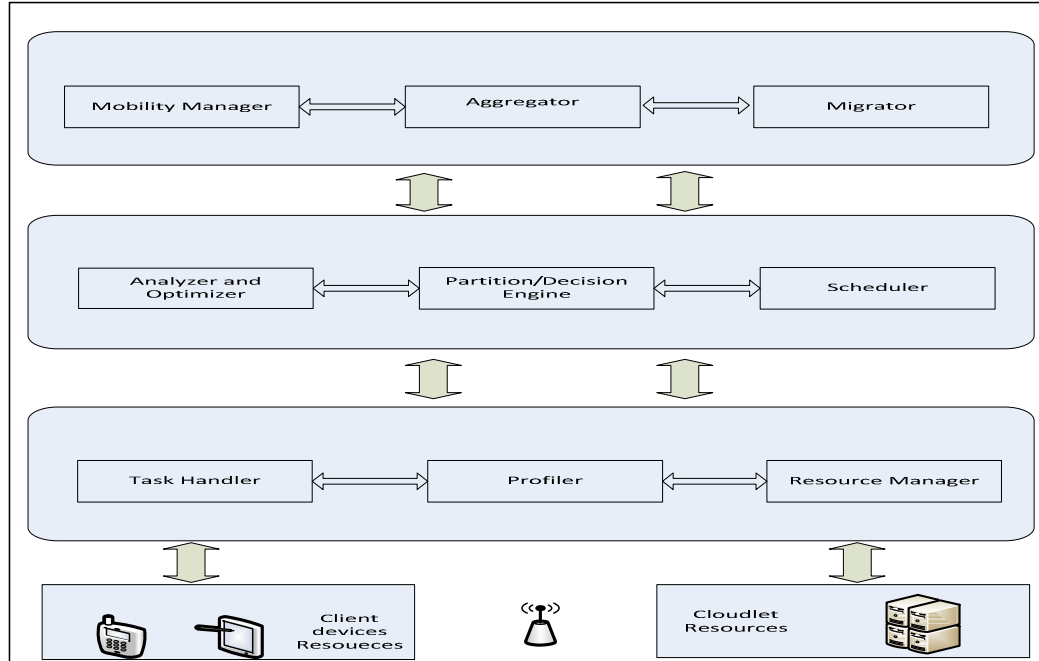 Mobility Manager
Aggregator
Migrator
Analyzer and
Optimizer
Partition/Decision
Engine
Scheduler
Task Handler
Profiler
Resource Manager
Client
devices
Resoueces
Cloudlet
Resources